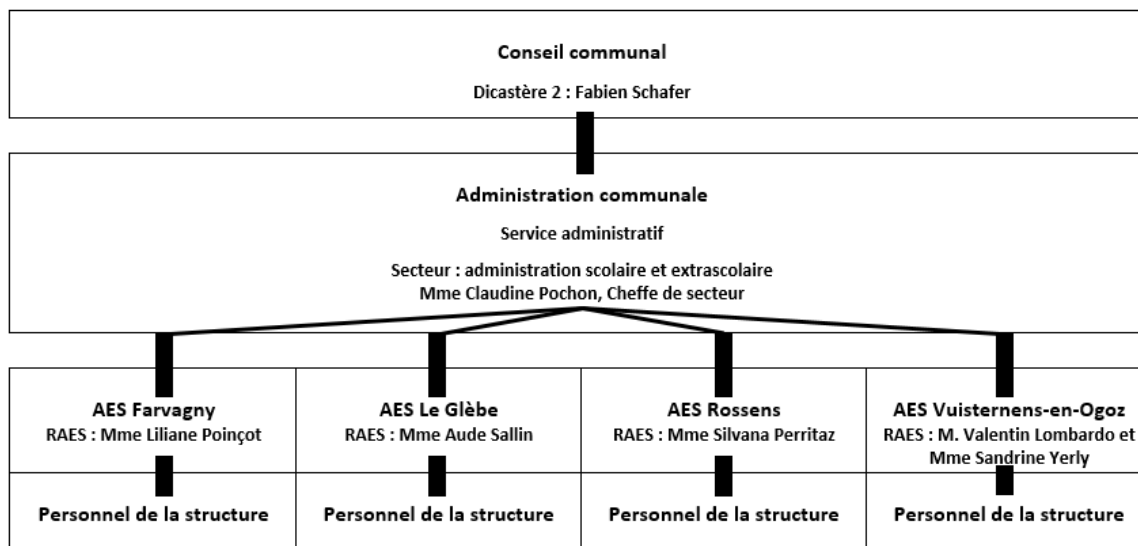 Conseil communal
Dicastère 2 : Fabien Schafer
Administration communale
Service administratif
Secteur : administration scolaire et extrascolaire
Mme Claudine Pochon, Cheffe de secteur
AES Farvagny
RAES : Mme Liliane Poinçot
AES Le Glèbe
RAES : Mme Aude Sallin
AES Rossens
RAES : Mme Silvana Perritaz
AES Vuisternens-en-Ogoz
RAES : M. Valentin Lombardo et
Mme Sandrine Yerly
Personnel de la structure
Personnel de la structure
Personnel de la structure
Personnel de la structure